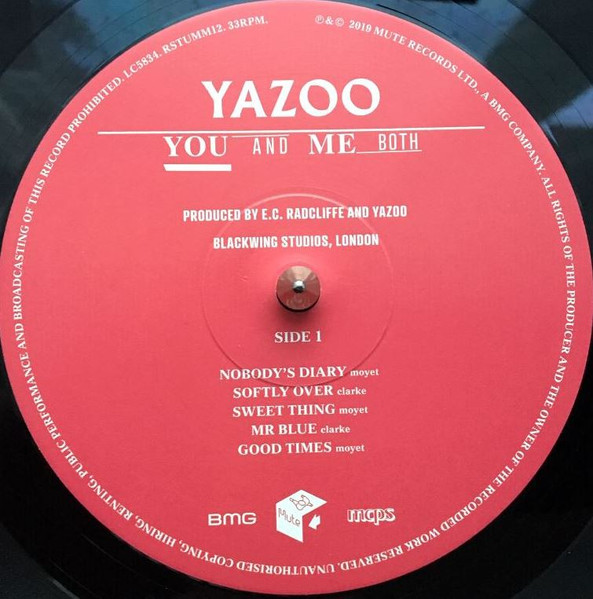 YAZOO
YOU AND ME BOTH
PRODUCED BY E.C. RADCLIFFE AND YAZOO
BLACKWING STUDIOS, LONDON
SIDE 1
NOBODY'S DIARY moyet
SOFTLY OVER clarke
SWEET THING moyet
MR BLUE clarke
GOOD TIMES moyet
BMG
Mute
mcps
℗ & © 2019 MUTE RECORDS LTD., A BMG COMPANY. ALL RIGHTS OF THE PRODUCER AND THE OWNER OF THE RECORDED WORK RESERVED. UNAUTHORISED COPYING, HIRING, RENTING, PUBLIC PERFORMANCE AND BROADCASTING OF THIS RECORD PROHIBITED. LC5834. RSTUMM12. 33RPM.